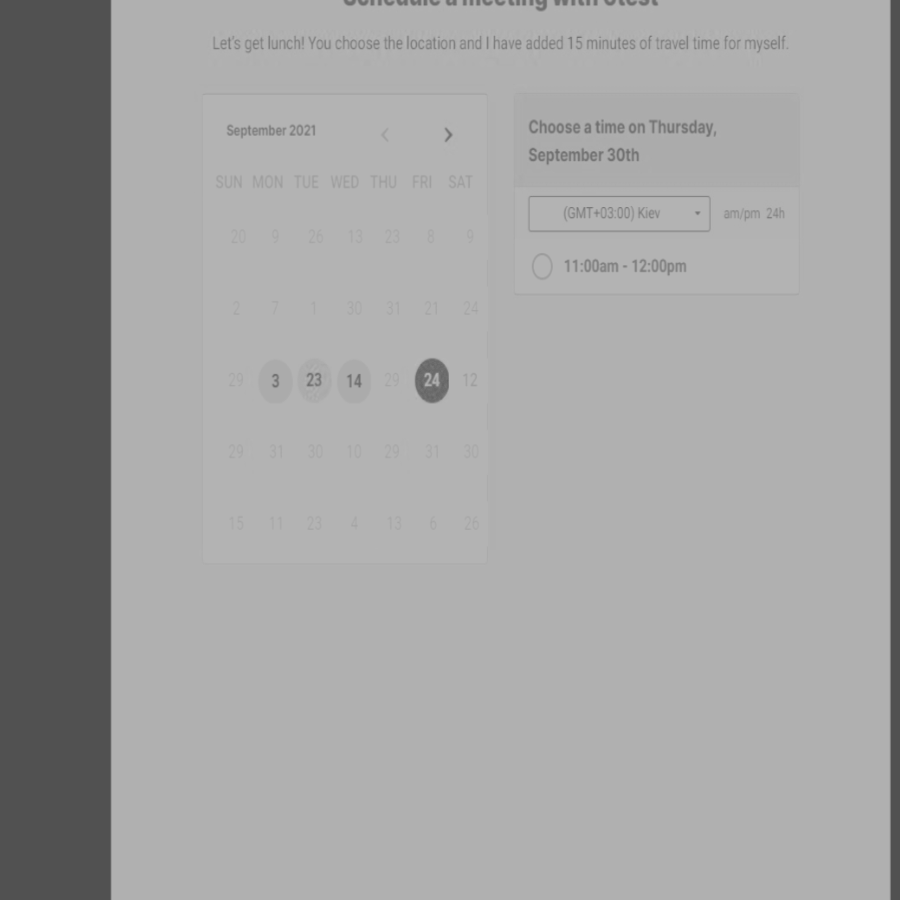 Schedule a meeting with Utest
Let's get lunch! You choose the location and I have added 15 minutes of travel time for myself.
September 2021
SUN MON TUE WED THU FRI SAT
20 9 26 13 23 8 9
2 7 1 30 31 21 24
29 3 23 14 29 24 12
29 31 30 10 29 31 30
15 11 23 4 13 6 26
Choose a time on Thursday,
September 30th
(GMT+03:00) Kiev am/pm 24h
11:00am - 12:00pm